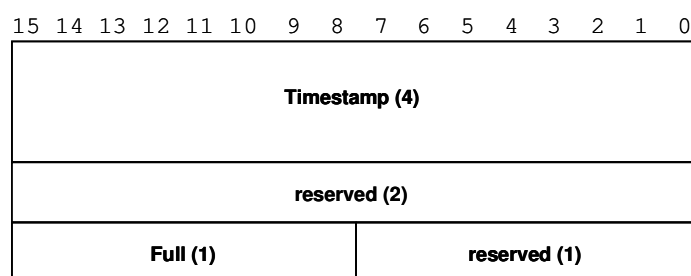 15 14 13 12 11 10 9 8 7 6 5 4 3 2 1 0
Timestamp (4)
reserved (2)
Full (1) reserved (1)